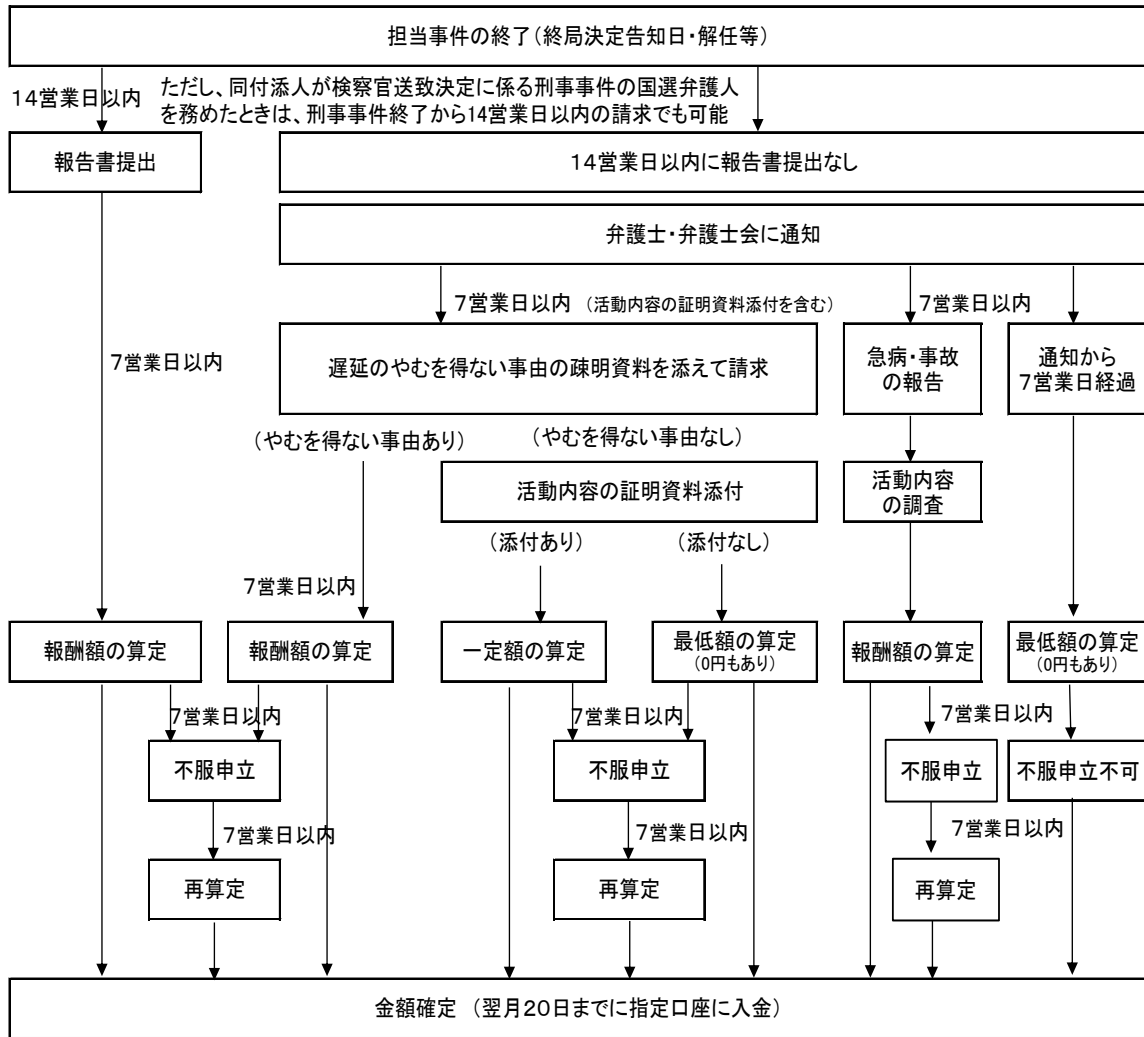 担当事件の終了（終局決定告知日・解任等）
14営業日以内
ただし、同付添人が検察官送致決定に係る刑事事件の国選弁護人
を務めたときは、刑事事件終了から14営業日以内の請求でも可能
報告書提出
14営業日以内に報告書提出なし
弁護士・弁護士会に通知
7営業日以内（活動内容の証明資料添付を含む）
7営業日以内
7営業日以内
遅延のやむを得ない事由の疎明資料を添えて請求
急病・事故
の報告
通知から
7営業日経過
（やむを得ない事由あり）
（やむを得ない事由なし）
活動内容の証明資料添付
活動内容
の調査
（添付あり）
（添付なし）
7営業日以内
報酬額の算定
報酬額の算定
一定額の算定
最低額の算定
（0円もあり）
報酬額の算定
最低額の算定
（0円もあり）
7営業日以内
7営業日以内
7営業日以内
不服申立
不服申立
不服申立
不服申立不可
7営業日以内
7営業日以内
7営業日以内
再算定
再算定
再算定
金額確定（翌月20日までに指定口座に入金）